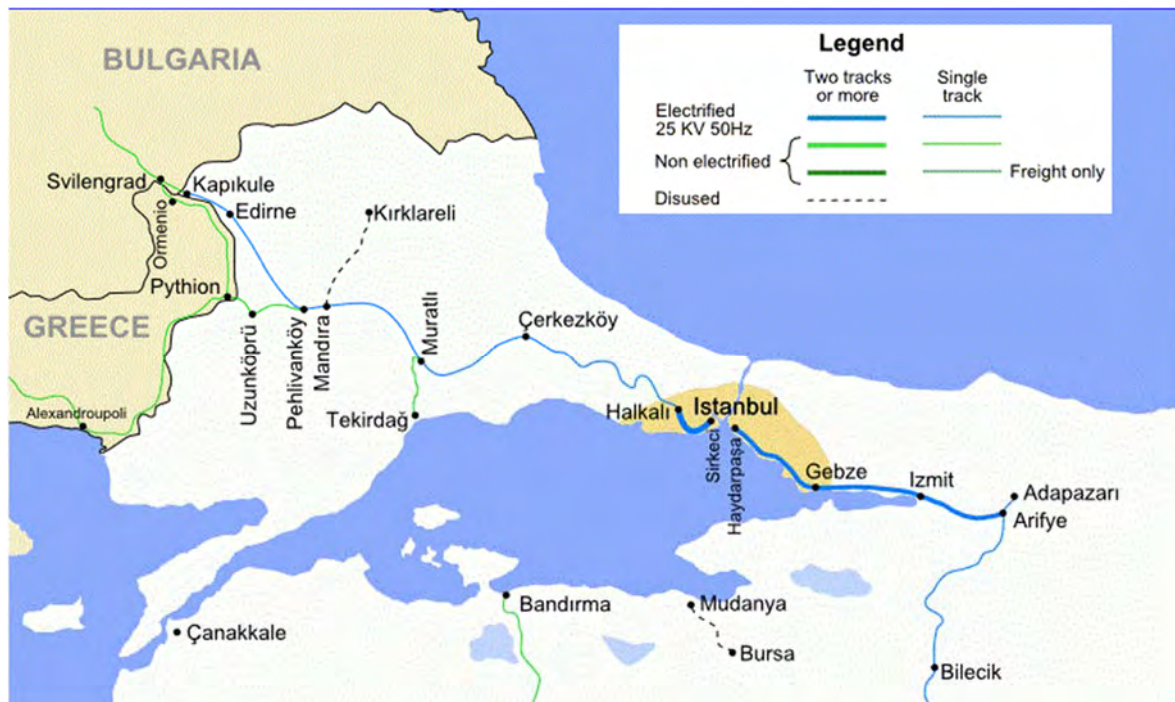 BULGARIA
Legend
Two tracks
or more
Single
track
Electrified
25 KV 50Hz
Non electrified
Freight only
Disused
Svilengrad
Kapıkule
Edirne
Kırklareli
Ormenio
Pythion
GREECE
Uzunköprü
Pehlivanköy
Mandıra
Muratlı
Çerkezköy
Alexandroupoli
Tekirdağ
Halkalı
Istanbul
Sirkeci
Haydarpaşa
Gebze
Izmit
Adapazarı
Arifye
Bandırma
Mudanya
Çanakkale
Bursa
Bilecik